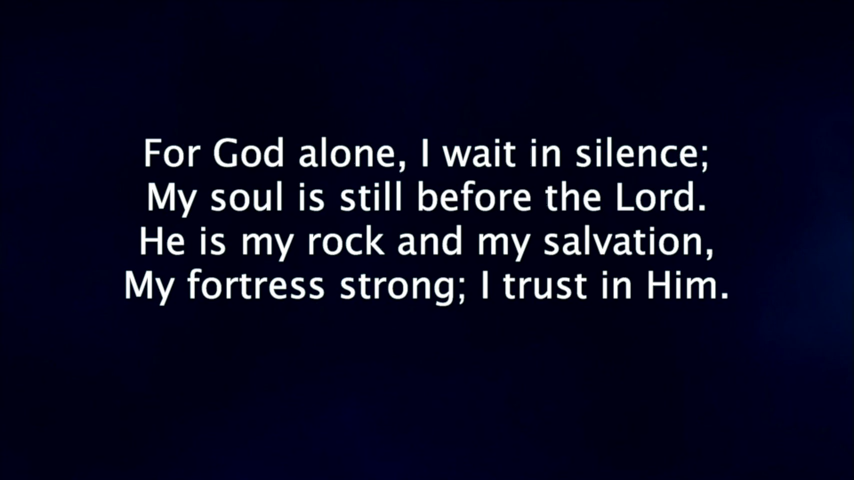 For God alone, I wait in silence;
My soul is still before the Lord.
He is my rock and my salvation,
My fortress strong; I trust in Him.